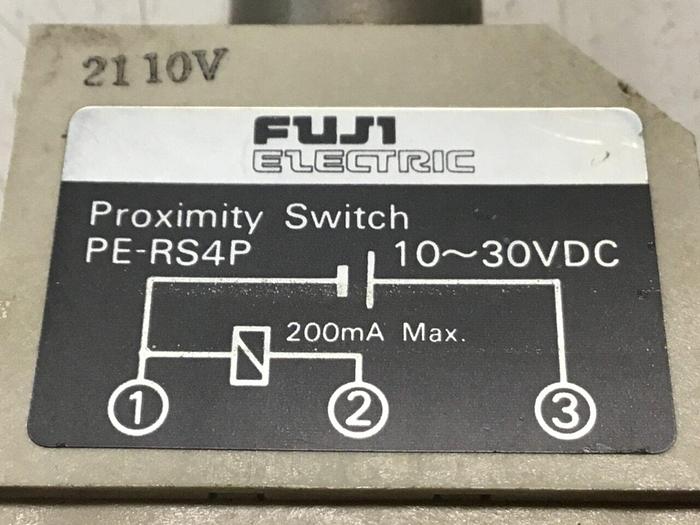 2110V
FUJI
ELECTRIC
Proximity Switch
PE-RS4P 10~30VDC
200mA Max.
1 2 3